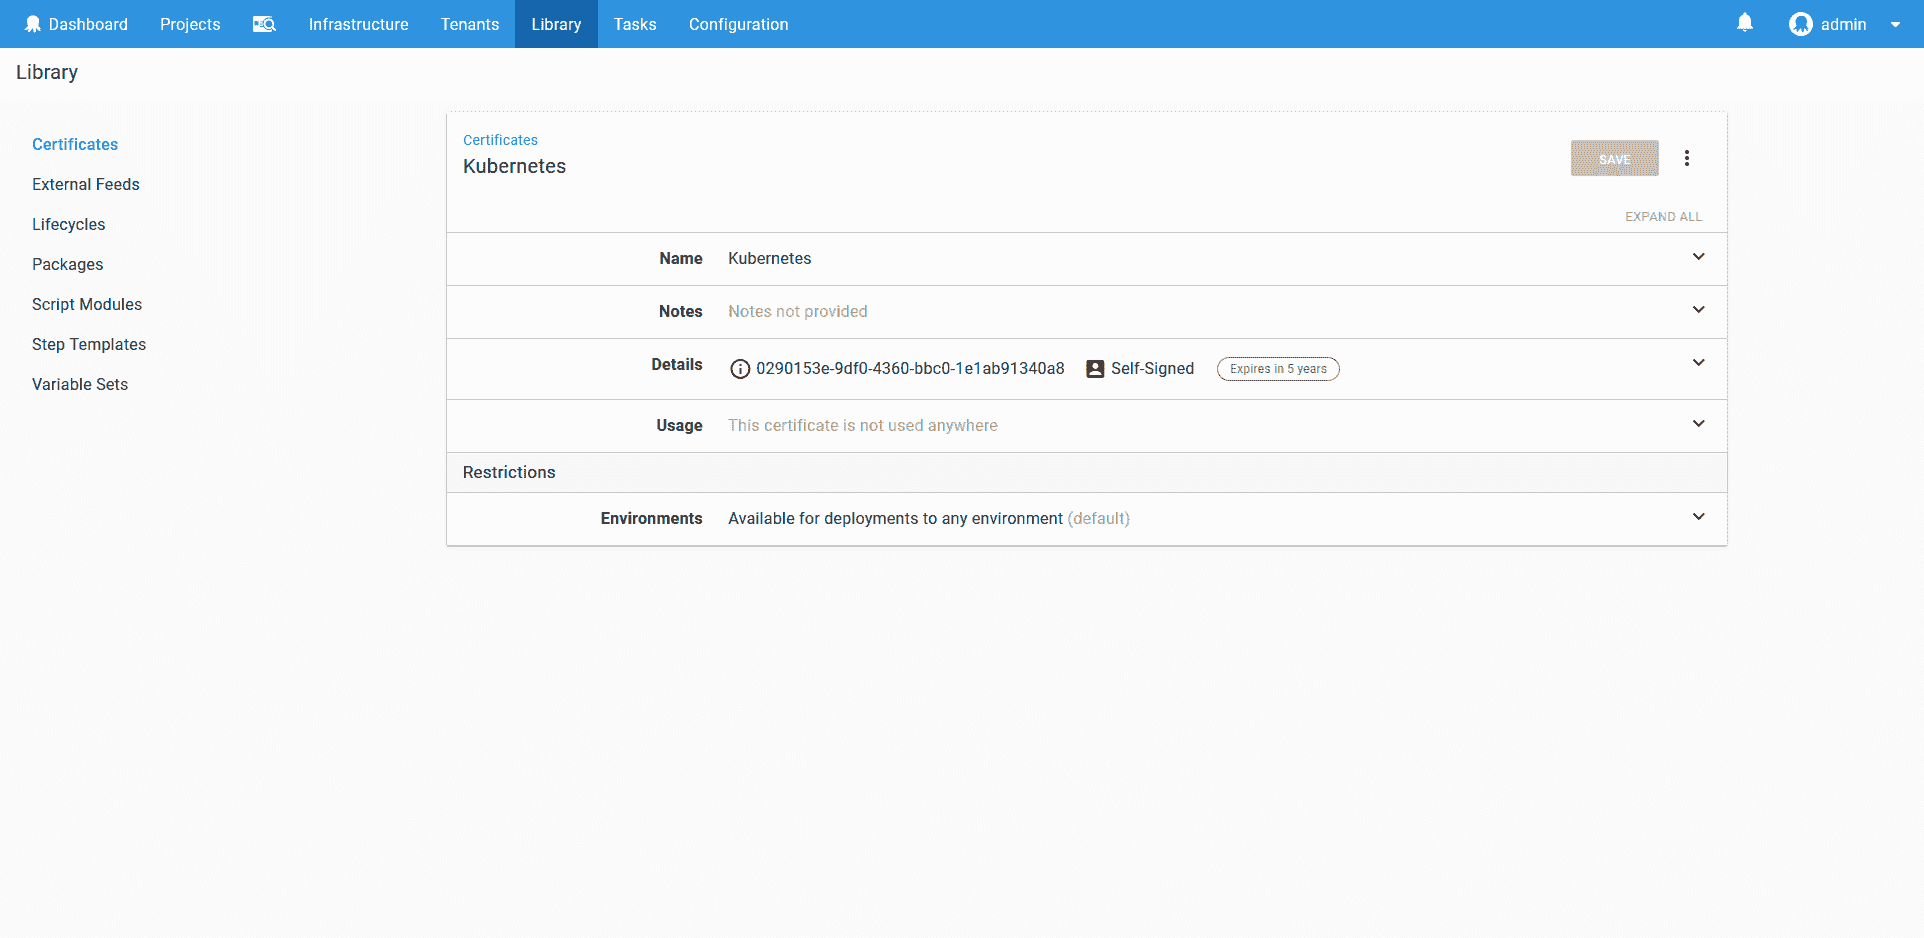 Dashboard Projects Infrastructure Tenants Library Tasks Configuration admin
Library
Certificates
External Feeds
Lifecycles
Packages
Script Modules
Step Templates
Variable Sets
Certificates
Kubernetes
SAVE
EXPAND ALL
Name Kubernetes
Notes Notes not provided
Details 0290153e-9df0-4360-bbc0-1e1ab91340a8 Self-Signed Expires in 5 years
Usage This certificate is not used anywhere
Restrictions
Environments Available for deployments to any environment (default)